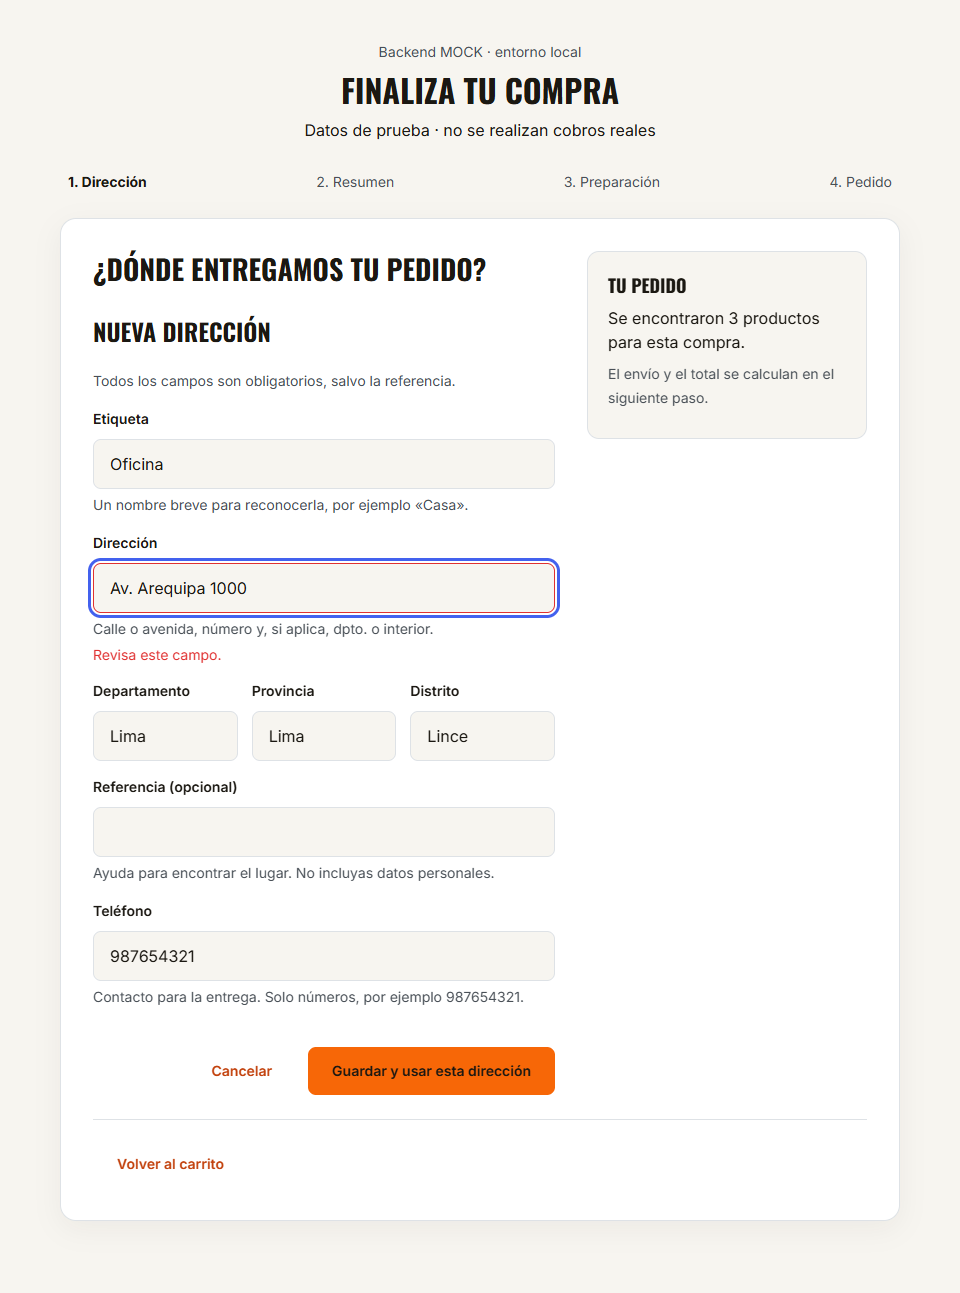 Backend MOCK · entorno local
FINALIZA TU COMPRA
Datos de prueba · no se realizan cobros reales
1. Dirección
2. Resumen
3. Preparación
4. Pedido
¿DÓNDE ENTREGAMOS TU PEDIDO?
NUEVA DIRECCIÓN
Todos los campos son obligatorios, salvo la referencia.
Etiqueta
Oficina
Un nombre breve para reconocerla, por ejemplo «Casa».
Dirección
Av. Arequipa 1000
Calle o avenida, número y, si aplica, dpto. o interior.
Revisa este campo.
Departamento
Provincia
Distrito
Lima
Lima
Lince
Referencia (opcional)
Ayuda para encontrar el lugar. No incluyas datos personales.
Teléfono
987654321
Contacto para la entrega. Solo números, por ejemplo 987654321.
Cancelar
Guardar y usar esta dirección
TU PEDIDO
Se encontraron 3 productos
para esta compra.
El envío y el total se calculan en el
siguiente paso.
Volver al carrito